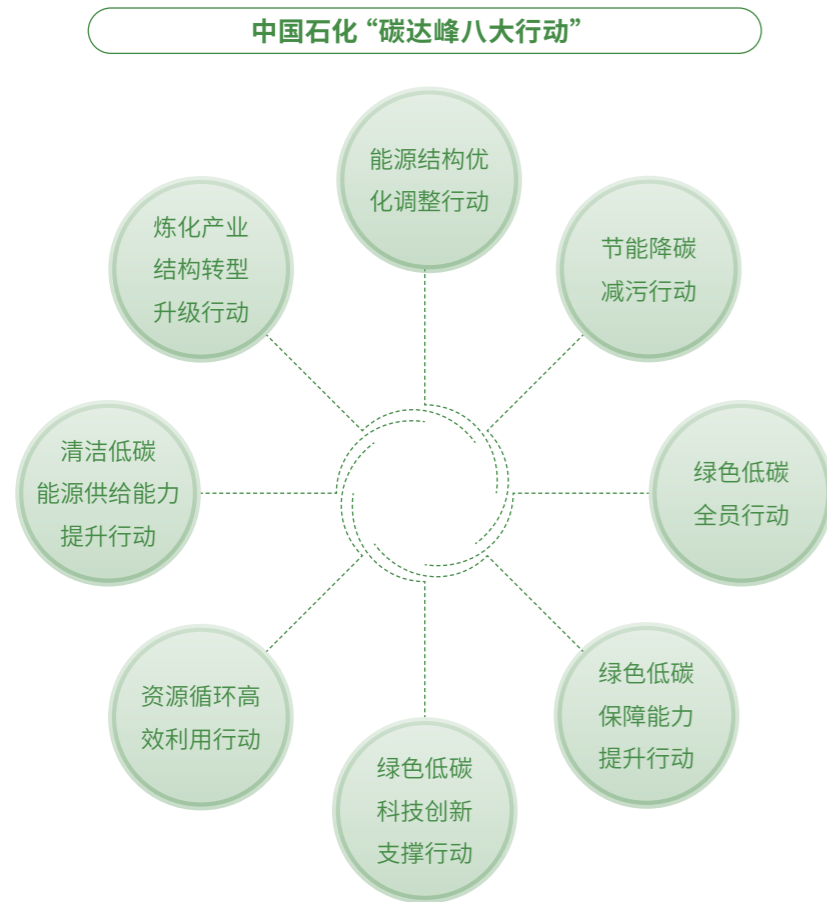 中国石化“碳达峰八大行动”
能源结构优
化调整行动
节能降碳
减污行动
绿色低碳
全员行动
绿色低碳
保障能力
提升行动
绿色低碳
科技创新
支撑行动
资源循环高
效利用行动
清洁低碳
能源供给能力
提升行动
炼化产业
结构转型
升级行动